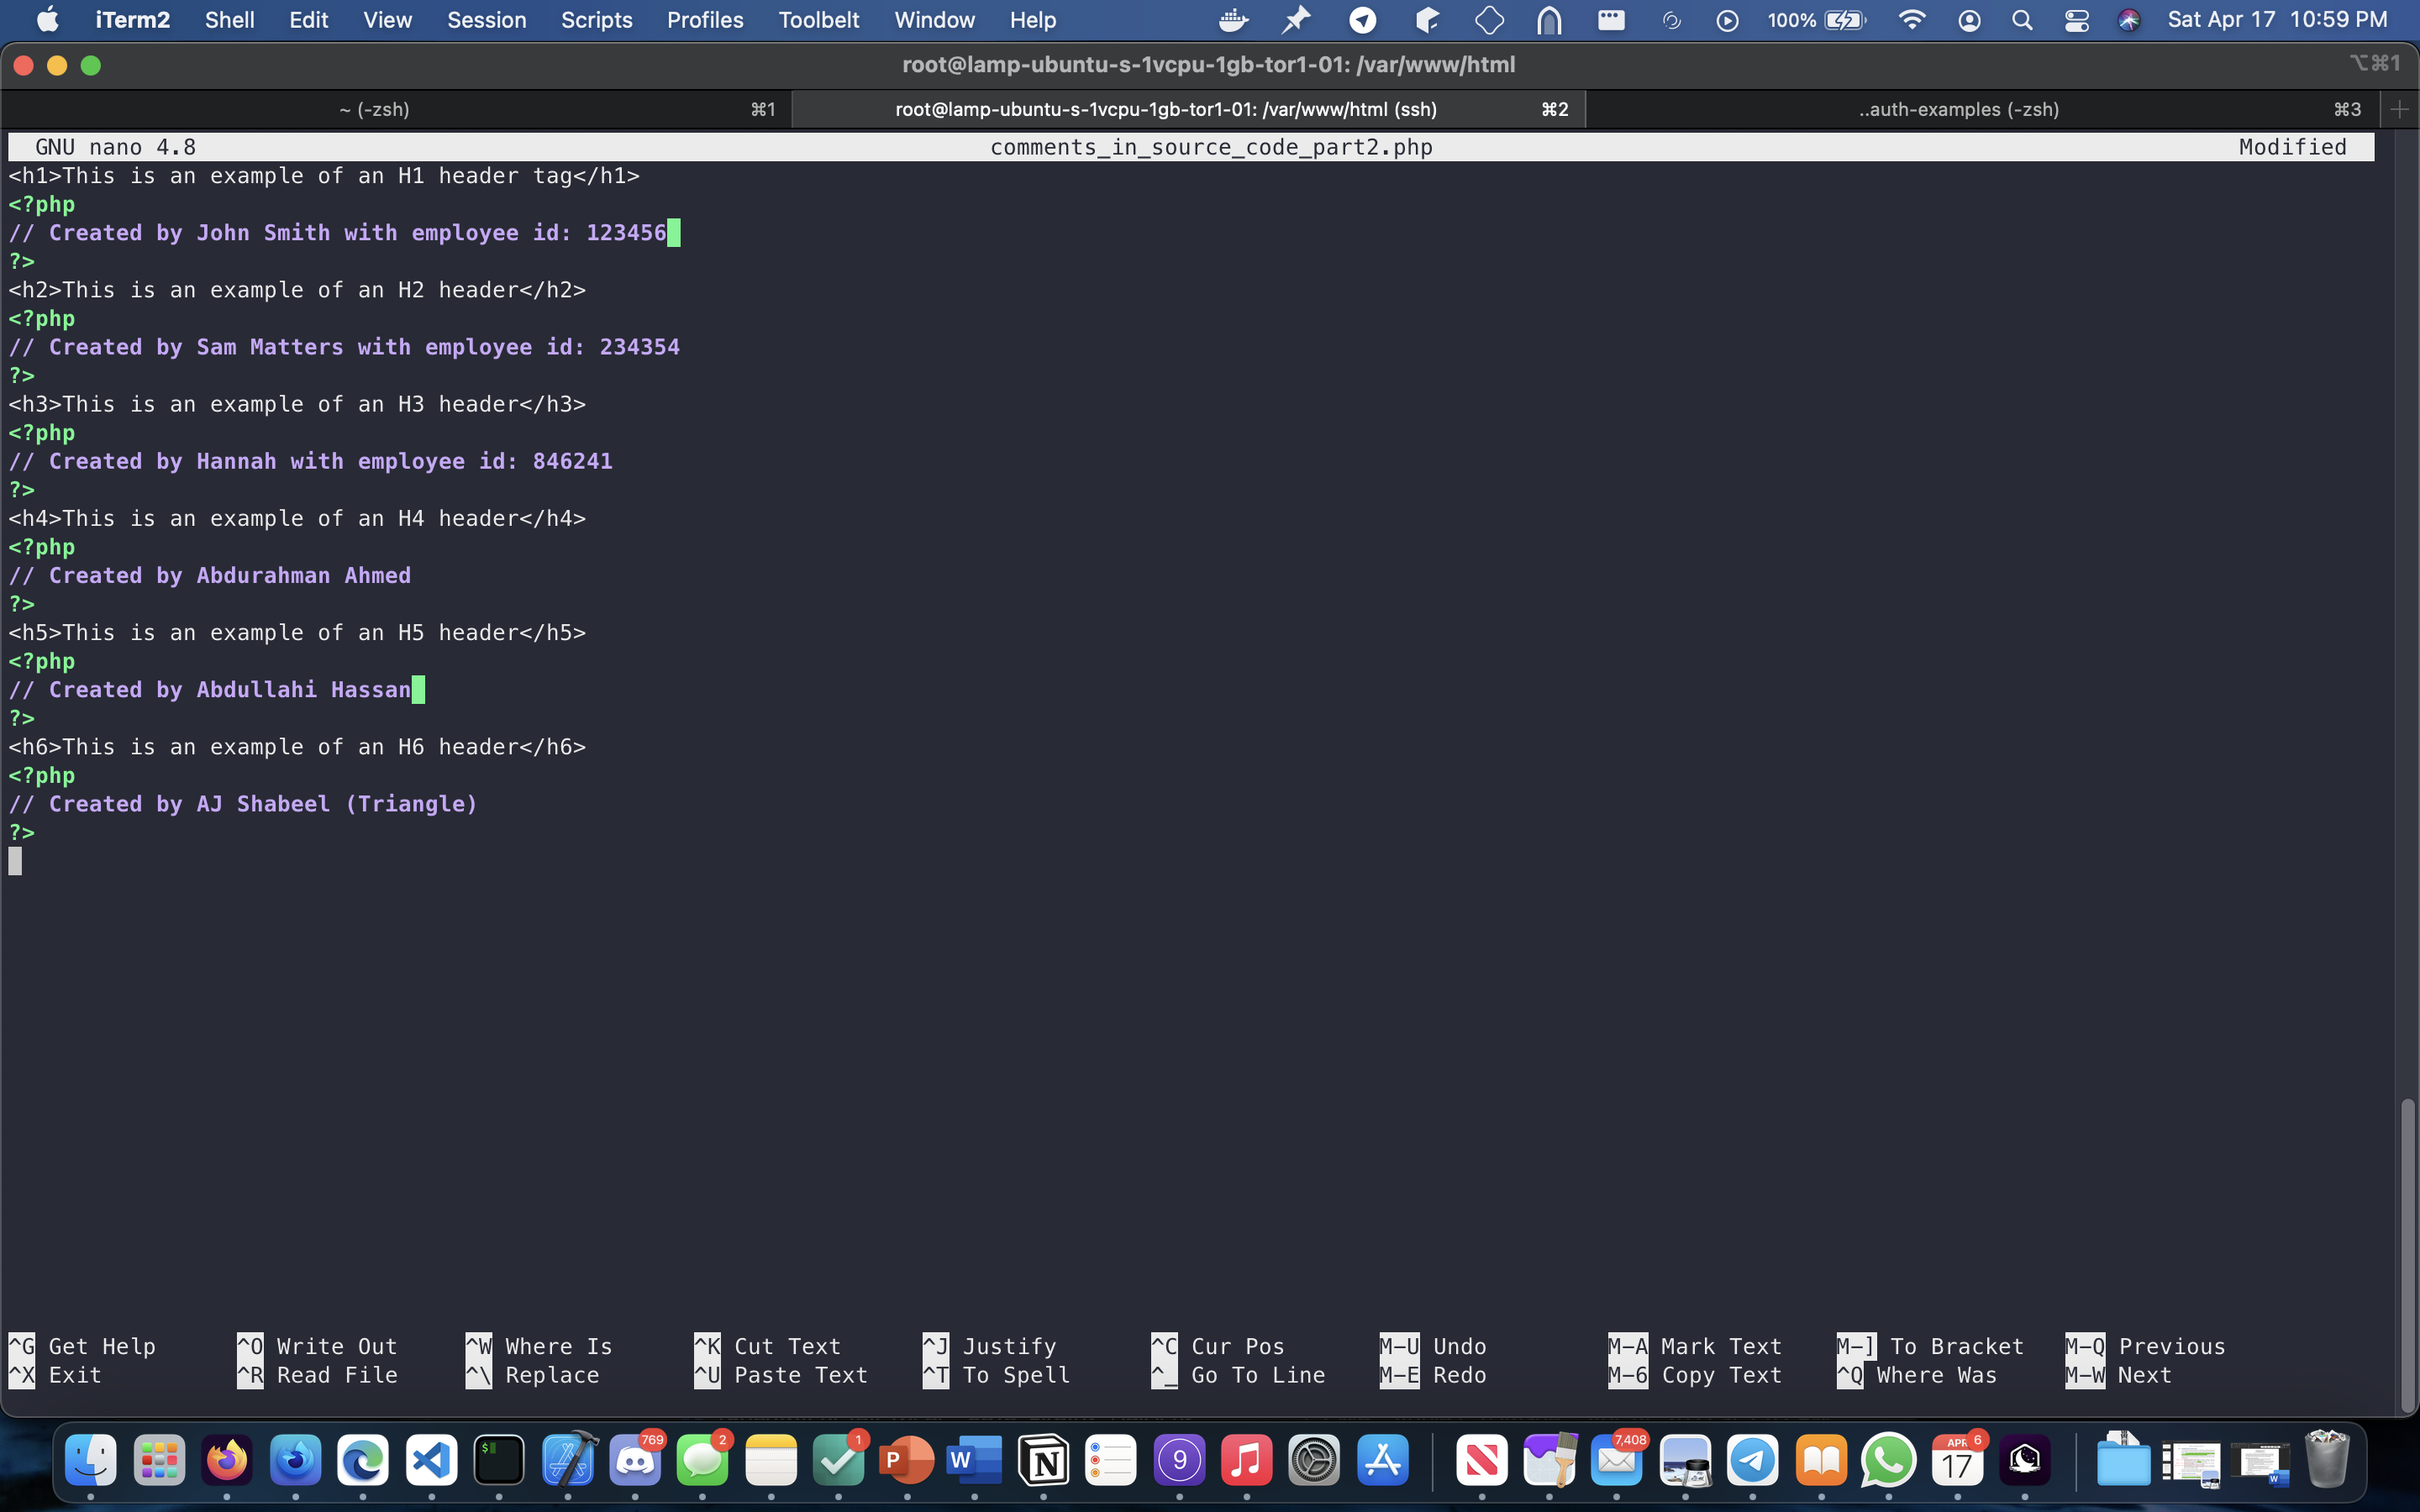 iTerm2 Shell Edit View Session Scripts Profiles Toolbelt Window Help 100% Sat Apr 17 10:59 PM
root@lamp-ubuntu-s-1vcpu-1gb-tor1-01: /var/www/html ⌥⌘1
~ (-zsh) ⌘1 root@lamp-ubuntu-s-1vcpu-1gb-tor1-01: /var/www/html (ssh) ⌘2 ..auth-examples (-zsh) ⌘3
GNU nano 4.8 comments_in_source_code_part2.php Modified
<h1>This is an example of an H1 header tag</h1>
<?php
// Created by John Smith with employee id: 123456
?>
<h2>This is an example of an H2 header</h2>
<?php
// Created by Sam Matters with employee id: 234354
?>
<h3>This is an example of an H3 header</h3>
<?php
// Created by Hannah with employee id: 846241
?>
<h4>This is an example of an H4 header</h4>
<?php
// Created by Abdurahman Ahmed
?>
<h5>This is an example of an H5 header</h5>
<?php
// Created by Abdullahi Hassan
?>
<h6>This is an example of an H6 header</h6>
<?php
// Created by AJ Shabeel (Triangle)
?>
^G Get Help ^O Write Out ^W Where Is ^K Cut Text ^J Justify ^C Cur Pos M-U Undo M-A Mark Text M-] To Bracket M-Q Previous
^X Exit ^R Read File ^\ Replace ^U Paste Text ^T To Spell ^_ Go To Line M-E Redo M-6 Copy Text ^Q Where Was M-W Next
769 2 1 7,408 APR 6
$ P W N 9 17